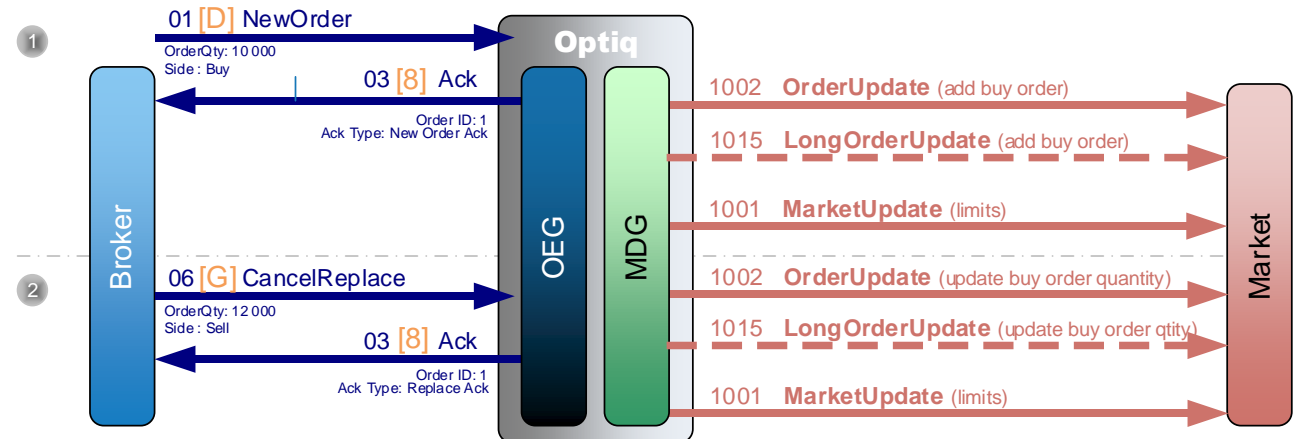 01 [D] NewOrder
Optiq
1
OrderQty: 10 000
Side : Buy
03 [8] Ack
1002 OrderUpdate (add buy order)
Order ID: 1
Ack Type: New Order Ack
1015 LongOrderUpdate (add buy order)
1001 MarketUpdate (limits)
Broker
OEG
MDG
Market
2
06 [G] CancelReplace
1002 OrderUpdate (update buy order quantity)
OrderQty: 12 000
Side : Sell
1015 LongOrderUpdate (update buy order qtity)
03 [8] Ack
Order ID: 1
Ack Type: Replace Ack
1001 MarketUpdate (limits)